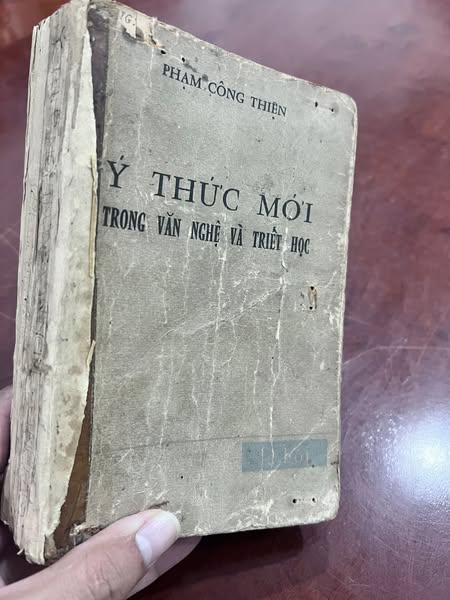 PHẠM CÔNG THIỆN
Ý THỨC MỚI
TRONG VĂN NGHỆ VÀ TRIẾT HỌC